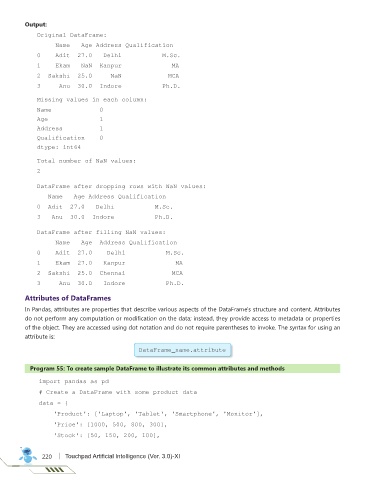 Output:
Original DataFrame:
Name Age Address Qualification
0 Adit 27.0 Delhi M.Sc.
1 Ekam NaN Kanpur MA
2 Sakshi 25.0 NaN MCA
3 Anu 30.0 Indore Ph.D.
Missing values in each column:
Name 0
Age 1
Address 1
Qualification 0
dtype: int64
Total number of NaN values:
2
DataFrame after dropping rows with NaN values:
Name Age Address Qualification
0 Adit 27.0 Delhi M.Sc.
3 Anu 30.0 Indore Ph.D.
DataFrame after filling NaN values:
Name Age Address Qualification
0 Adit 27.0 Delhi M.Sc.
1 Ekam 27.0 Kanpur MA
2 Sakshi 25.0 Chennai MCA
3 Anu 30.0 Indore Ph.D.
Attributes of DataFrames
In Pandas, attributes are properties that describe various aspects of the DataFrame's structure and content. Attributes
do not perform any computation or modification on the data; instead, they provide access to metadata or properties
of the object. They are accessed using dot notation and do not require parentheses to invoke. The syntax for using an
attribute is:
DataFrame_name.attribute
Program 55: To create sample DataFrame to illustrate its common attributes and methods
import pandas as pd
# Create a DataFrame with some product data
data = {
'Product': ['Laptop', 'Tablet', 'Smartphone', 'Monitor'],
'Price': [1000, 500, 800, 300],
'Stock': [50, 150, 200, 100],
220 Touchpad Artificial Intelligence (Ver. 3.0)-XI